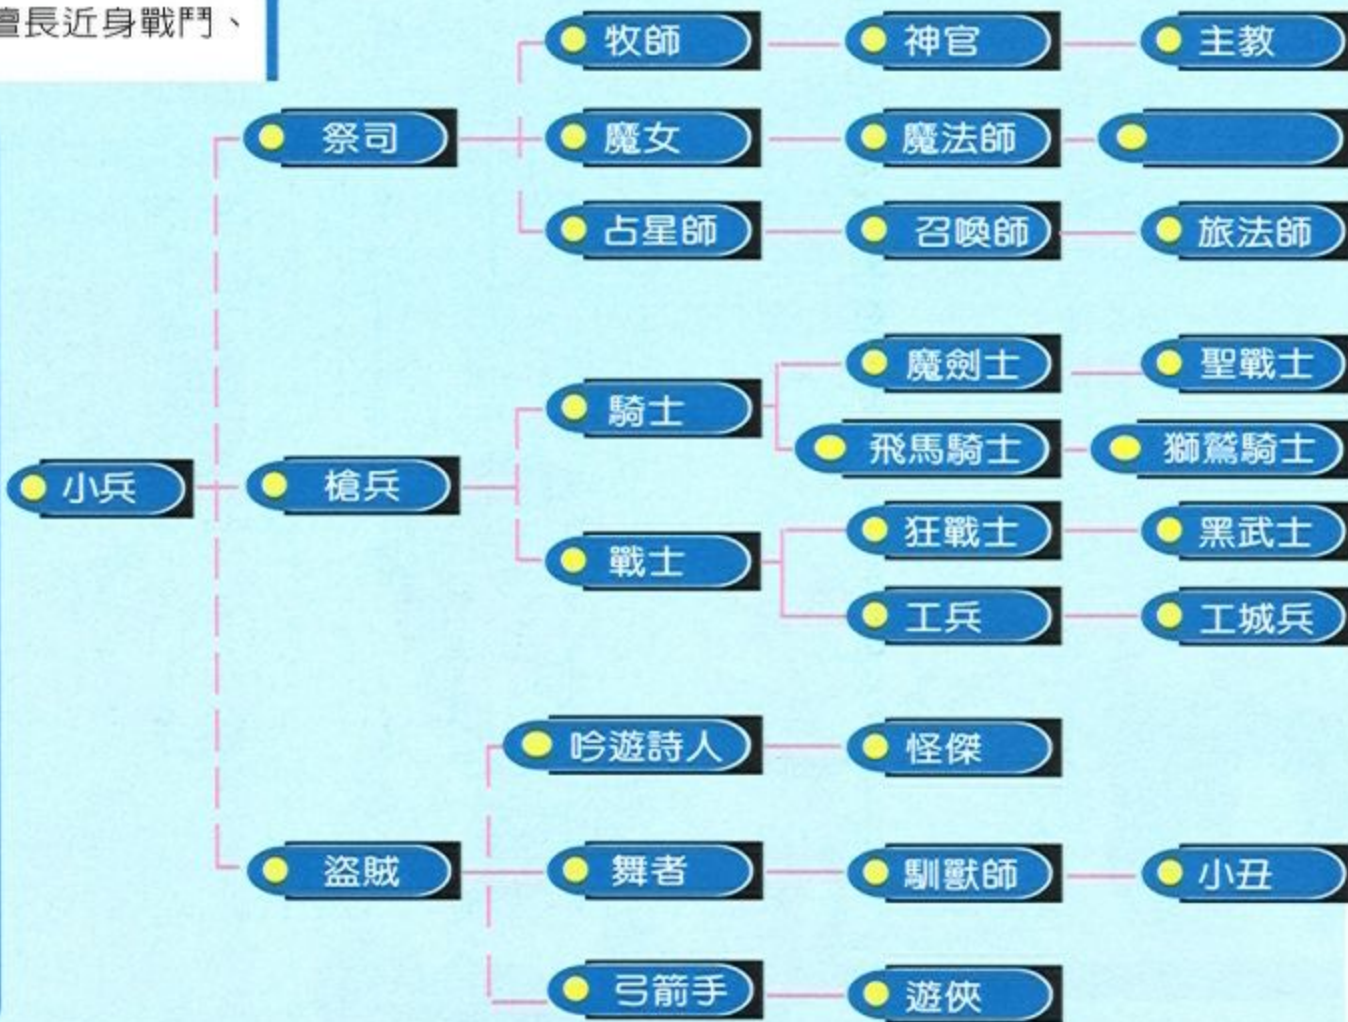 擅長近身戰鬥、
牧師
神官
主教
祭司
魔女
魔法師
占星師
召喚師
旅法師
魔劍士
聖戰士
騎士
飛馬騎士
獅鷲騎士
小兵
槍兵
狂戰士
黑武士
戰士
工兵
工城兵
吟遊詩人
怪傑
盜賊
舞者
馴獸師
小丑
弓箭手
遊俠